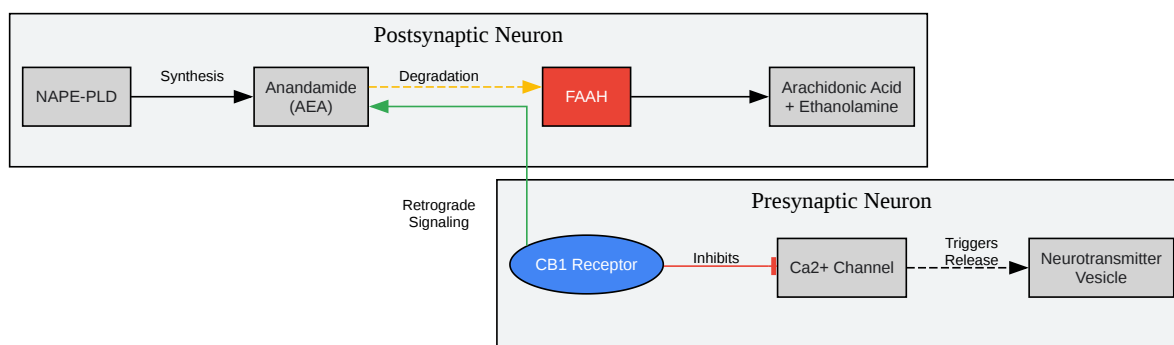 Postsynaptic Neuron
NAPE-PLD
Synthesis
Anandamide
(AEA)
Degradation
FAAH
Arachidonic Acid
+ Ethanolamine
Retrograde
Signaling
Presynaptic Neuron
CB1 Receptor
Inhibits
Ca2+ Channel
Triggers
Release
Neurotransmitter
Vesicle